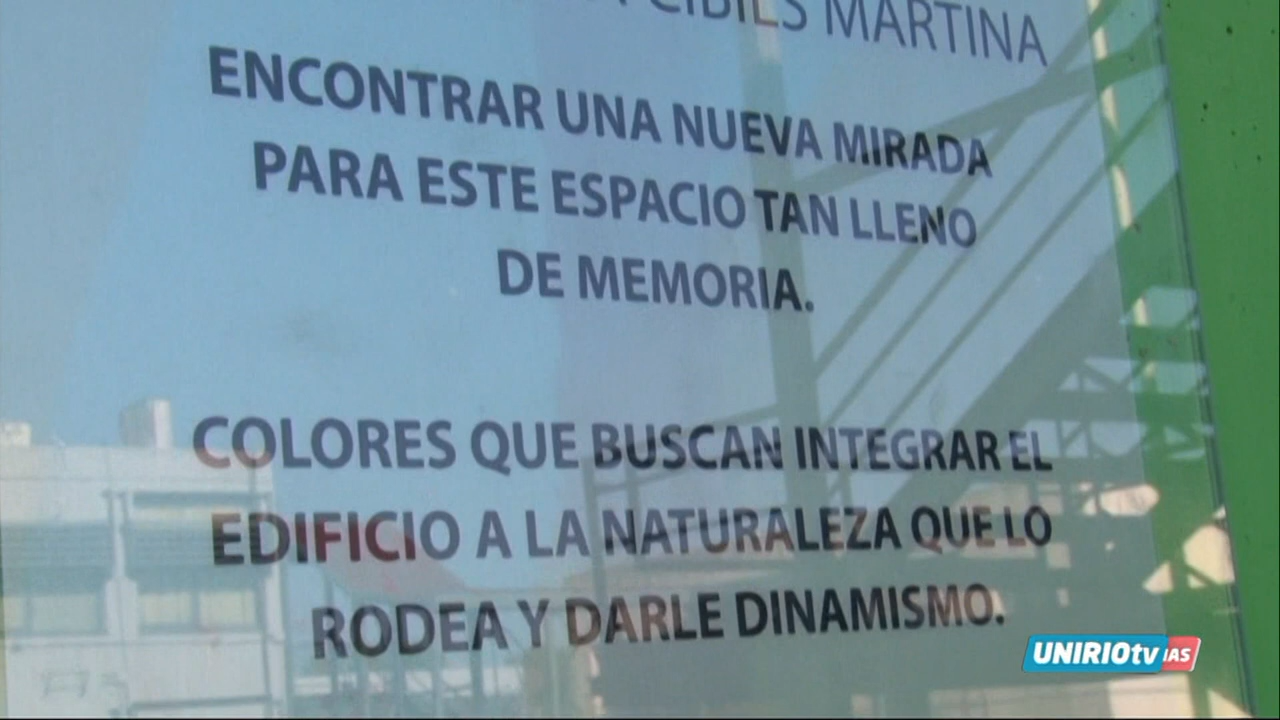 CIBILS MARTINA
ENCONTRAR UNA NUEVA MIRADA
PARA ESTE ESPACIO TAN LLENO
DE MEMORIA.
COLORES QUE BUSCAN INTEGRAR EL
EDIFICIO A LA NATURALEZA QUE LO
RODEA Y DARLE DINAMISMO.
UNIRIOtv